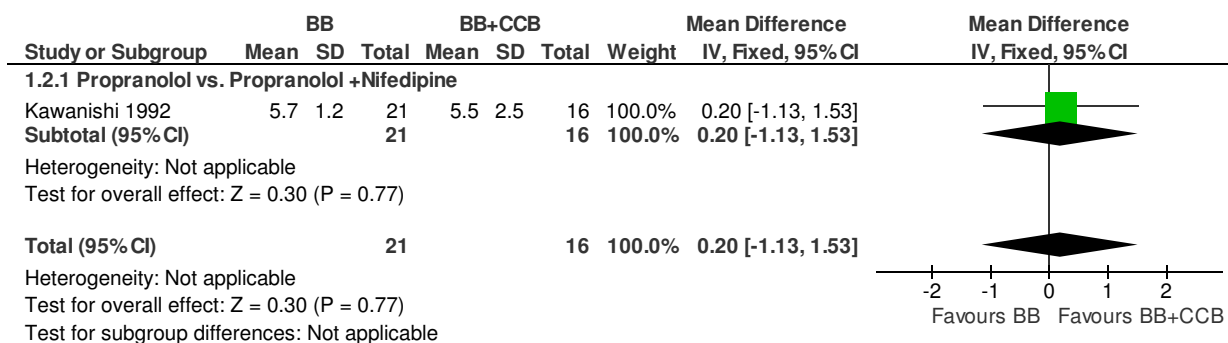 BB BB+CCB Mean Difference Mean Difference
Study or Subgroup Mean SD Total Mean SD Total Weight IV, Fixed, 95% CI IV, Fixed, 95% CI
1.2.1 Propranolol vs. Propranolol +Nifedipine
Kawanishi 1992 5.7 1.2 21 5.5 2.5 16 100.0% 0.20 [-1.13, 1.53]
Subtotal (95% CI) 21 16 100.0% 0.20 [-1.13, 1.53]
Heterogeneity: Not applicable
Test for overall effect: Z = 0.30 (P = 0.77)
Total (95% CI) 21 16 100.0% 0.20 [-1.13, 1.53]
Heterogeneity: Not applicable
Test for overall effect: Z = 0.30 (P = 0.77)
Test for subgroup differences: Not applicable
-2 -1 0 1 2
Favours BB Favours BB+CCB